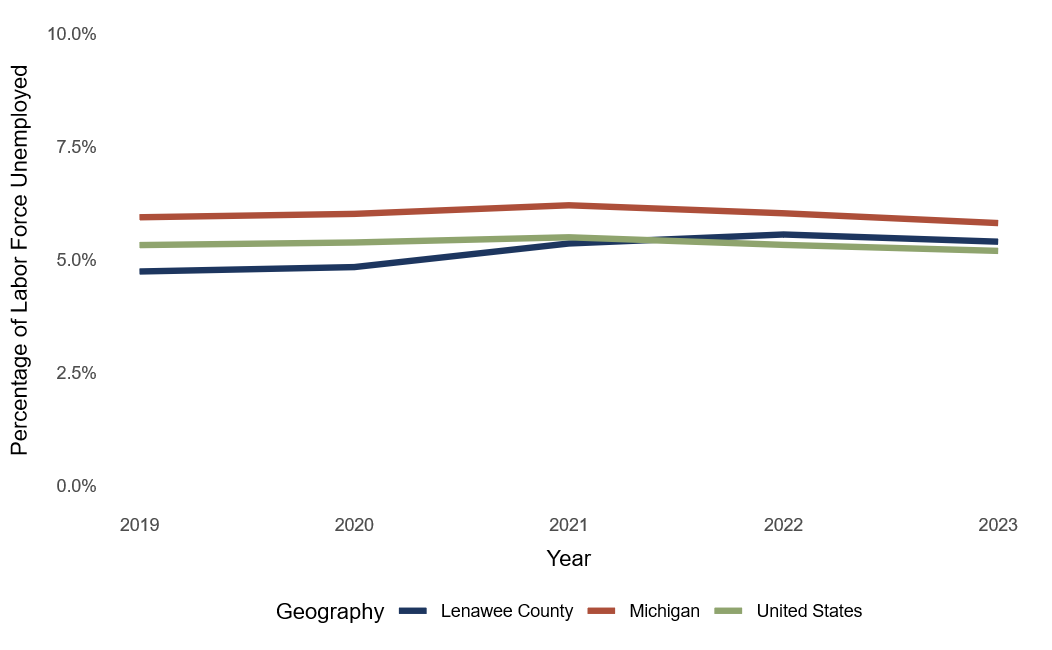 10.0%
7.5%
5.0%
2.5%
0.0%
Percentage of Labor Force Unemployed
2019 2020 2021 2022 2023
Year
Geography Lenawee County Michigan United States